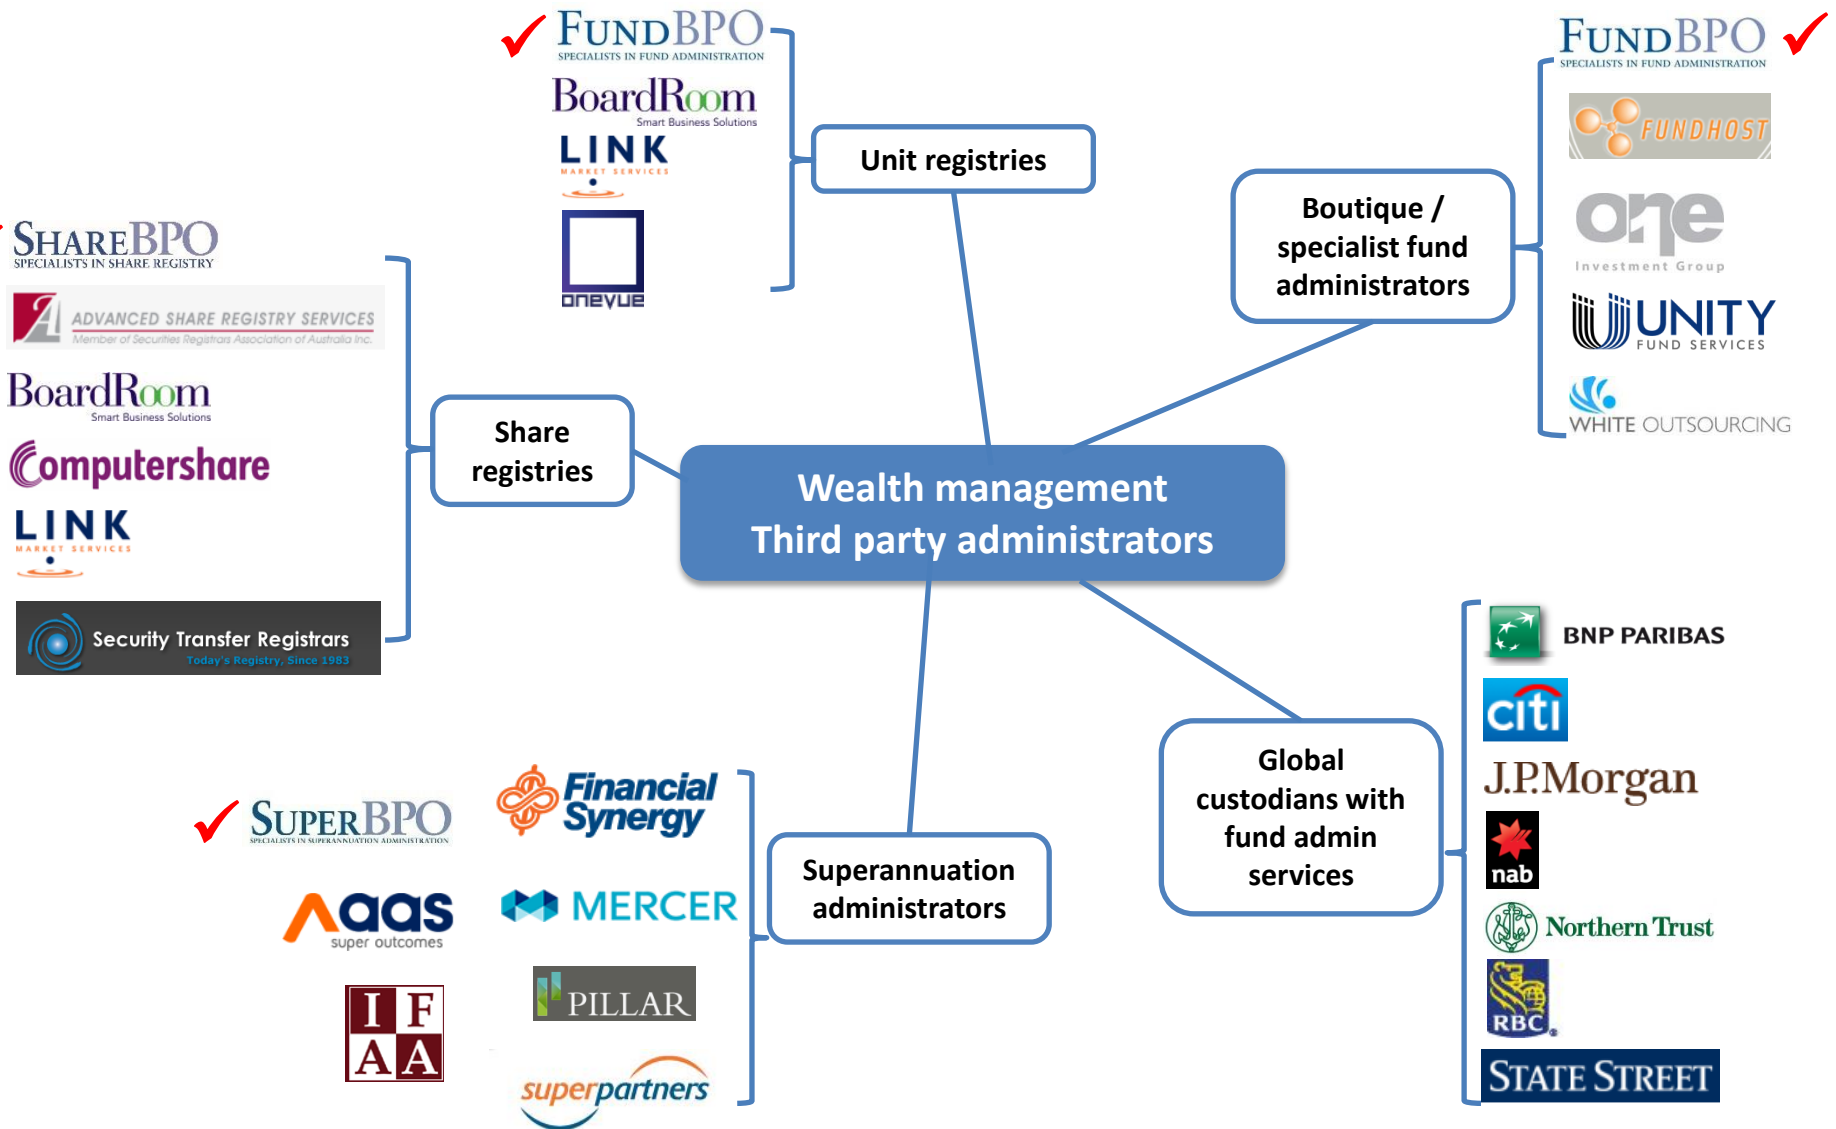 FUNDBPO
SPECIALISTS IN FUND ADMINISTRATION
BoardRoom
Smart Business Solutions
LINK
MARKET SERVICES
onevue
Unit registries
FUNDBPO
SPECIALISTS IN FUND ADMINISTRATION
FUNDHOST
one
Investment Group
UNITY
FUND SERVICES
WHITE OUTSOURCING
Boutique /
specialist fund
administrators
SHAREBPO
SPECIALISTS IN SHARE REGISTRY
ADVANCED SHARE REGISTRY SERVICES
Member of Securities Registrars Association of Australia Inc.
BoardRoom
Smart Business Solutions
Computershare
LINK
MARKET SERVICES
Security Transfer Registrars
Today's Registry, Since 1983
Share
registries
Wealth management
Third party administrators
SUPERBPO
SPECIALISTS IN SUPERANNUATION ADMINISTRATION
aas
super outcomes
I F
A A
Financial
Synergy
MERCER
PILLAR
superpartners
Superannuation
administrators
Global
custodians with
fund admin
services
BNP PARIBAS
citi
J.P.Morgan
nab
Northern Trust
RBC
STATE STREET